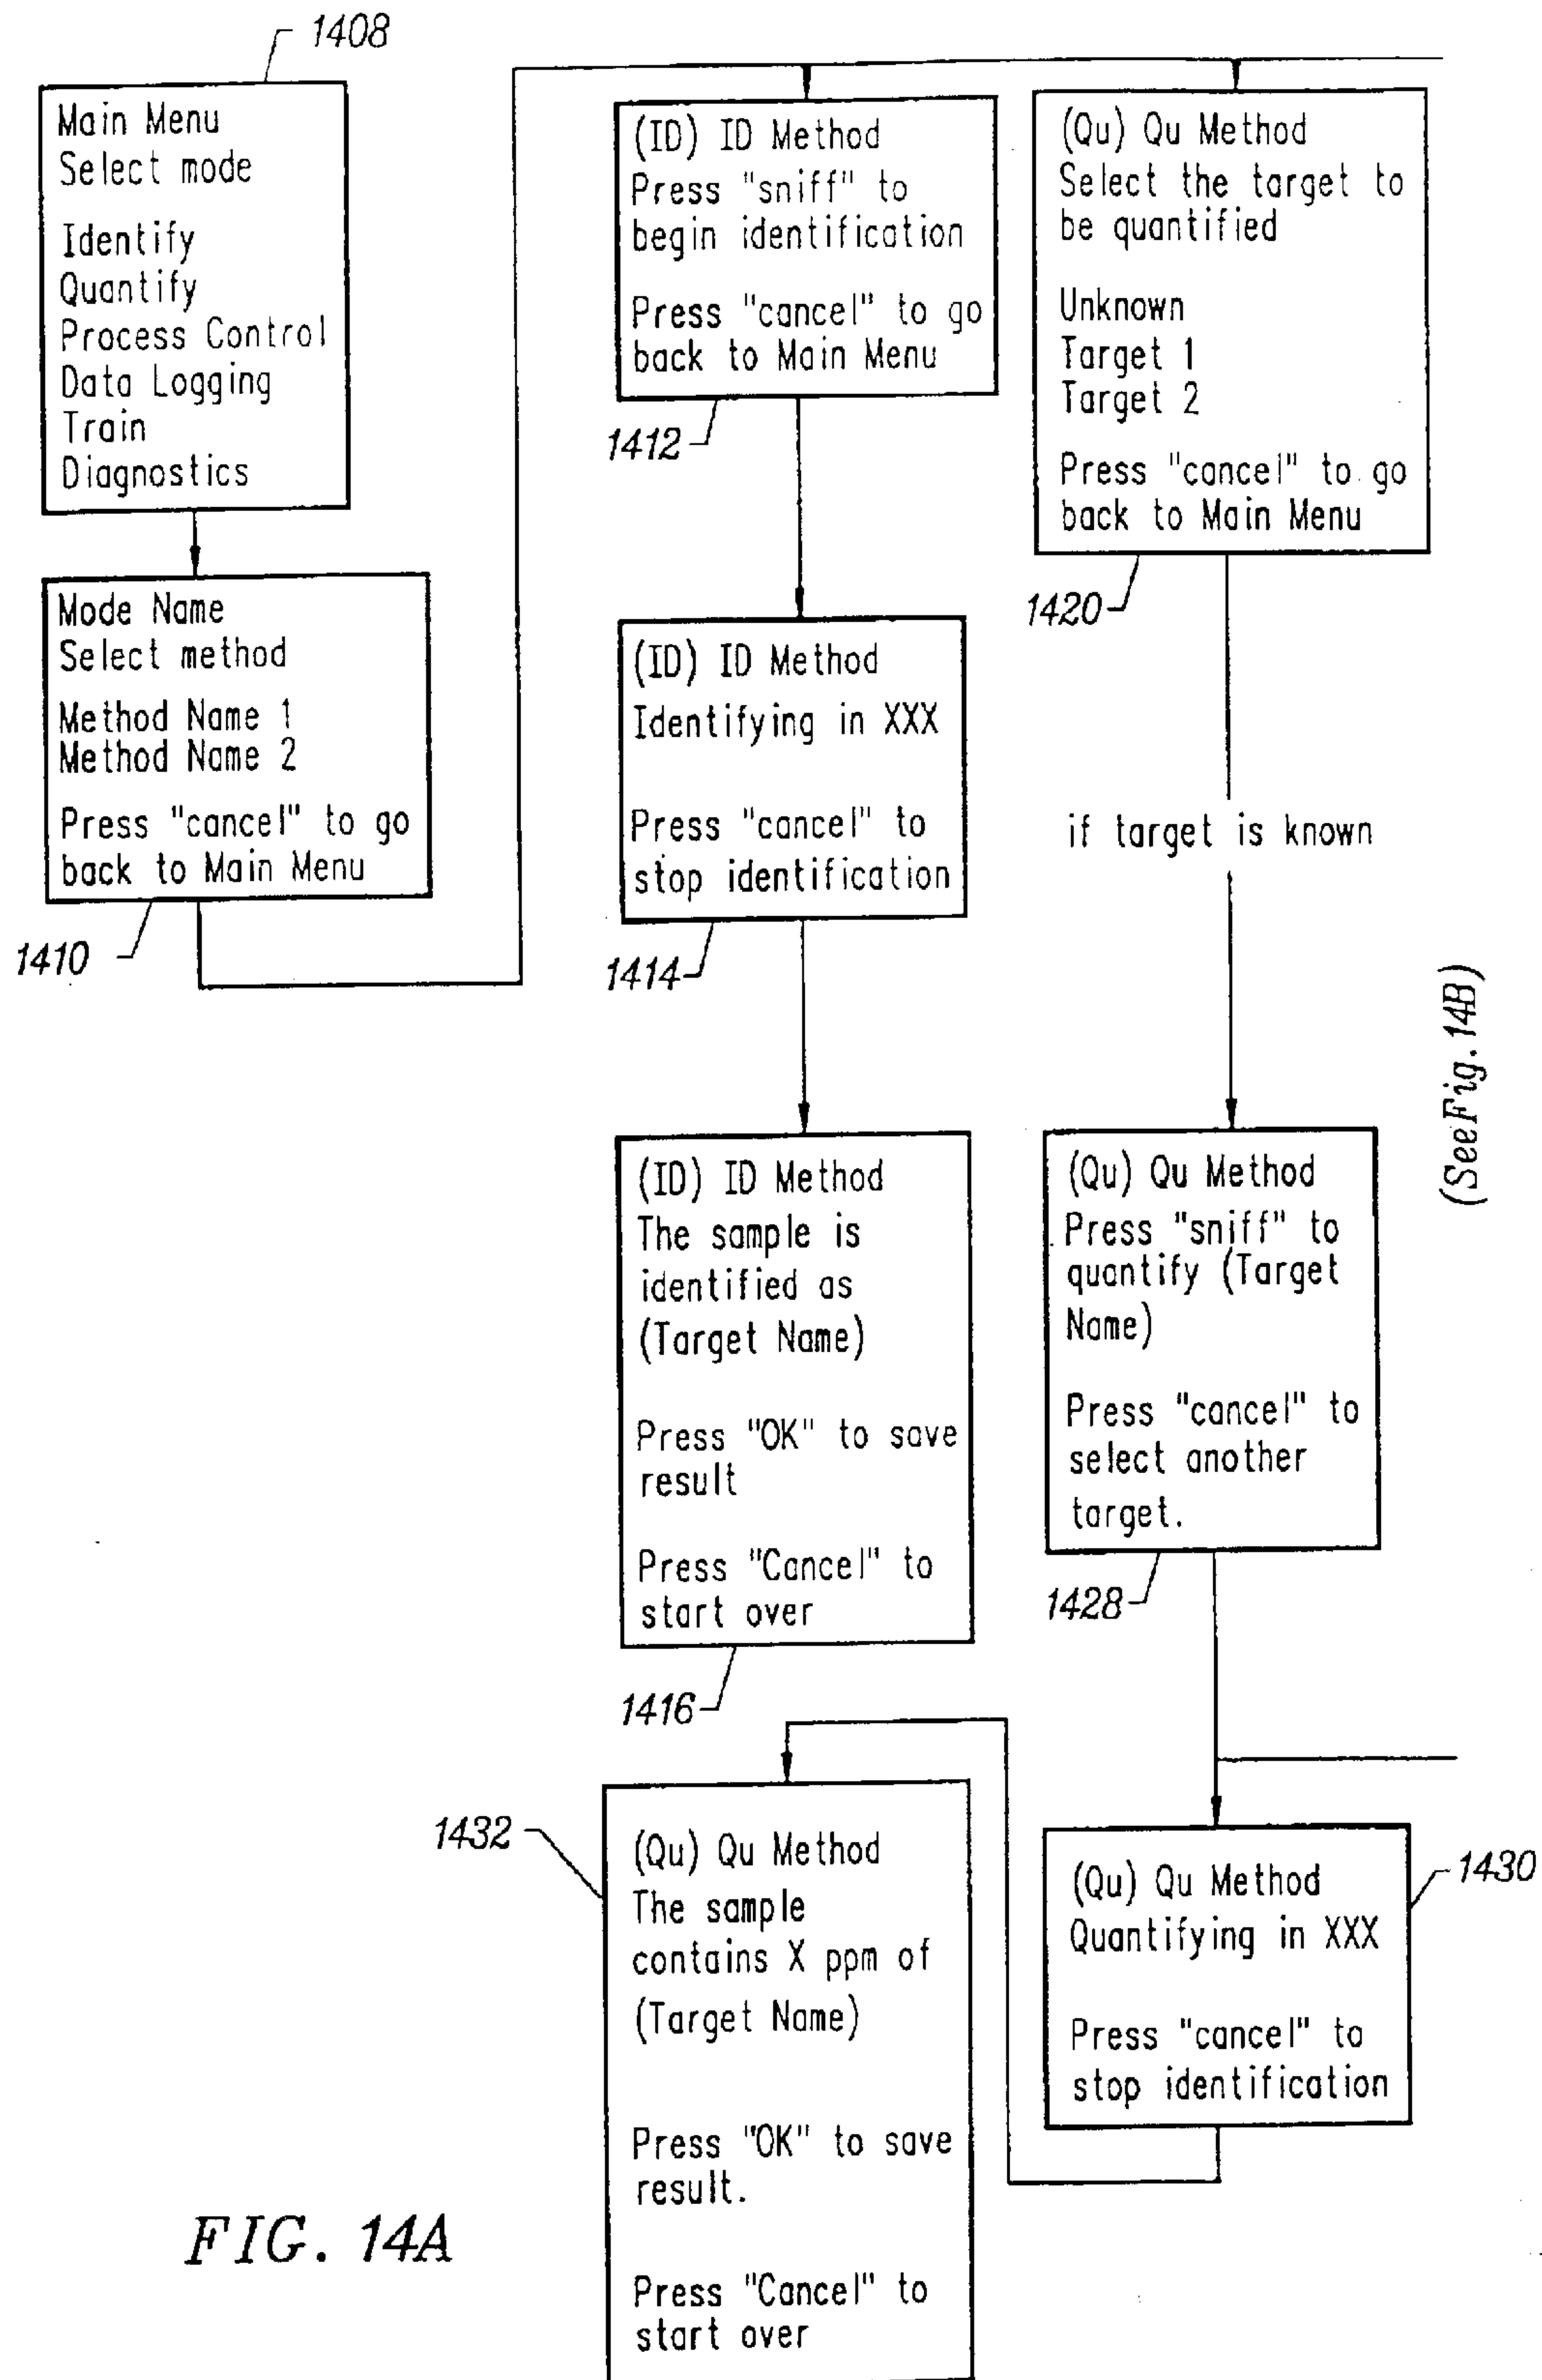 1408
Main Menu
Select mode
Identify
Quantify
Process Control
Data Logging
Train
Diagnostics
Mode Name
Select method
Method Name 1
Method Name 2
Press "cancel" to go
back to Main Menu
1410
(ID) ID Method
Press "sniff" to
begin identification
Press "cancel" to go
back to Main Menu
1412
(ID) ID Method
Identifying in XXX
Press "cancel" to
stop identification
1414
(ID) ID Method
The sample is
identified as
(Target Name)
Press "OK" to save
result
Press "Cancel" to
start over
1416
(Qu) Qu Method
Select the target to
be quantified
Unknown
Target 1
Target 2
Press "cancel" to go
back to Main Menu
1420
if target is known
(Qu) Qu Method
Press "sniff" to
quantify (Target
Name)
Press "cancel" to
select another
target.
1428
(Qu) Qu Method
Quantifying in XXX
Press "cancel" to
stop identification
1430
1432
(Qu) Qu Method
The sample
contains X ppm of
(Target Name)
Press "OK" to save
result.
Press "Cancel" to
start over
(See Fig. 14B)
FIG. 14A